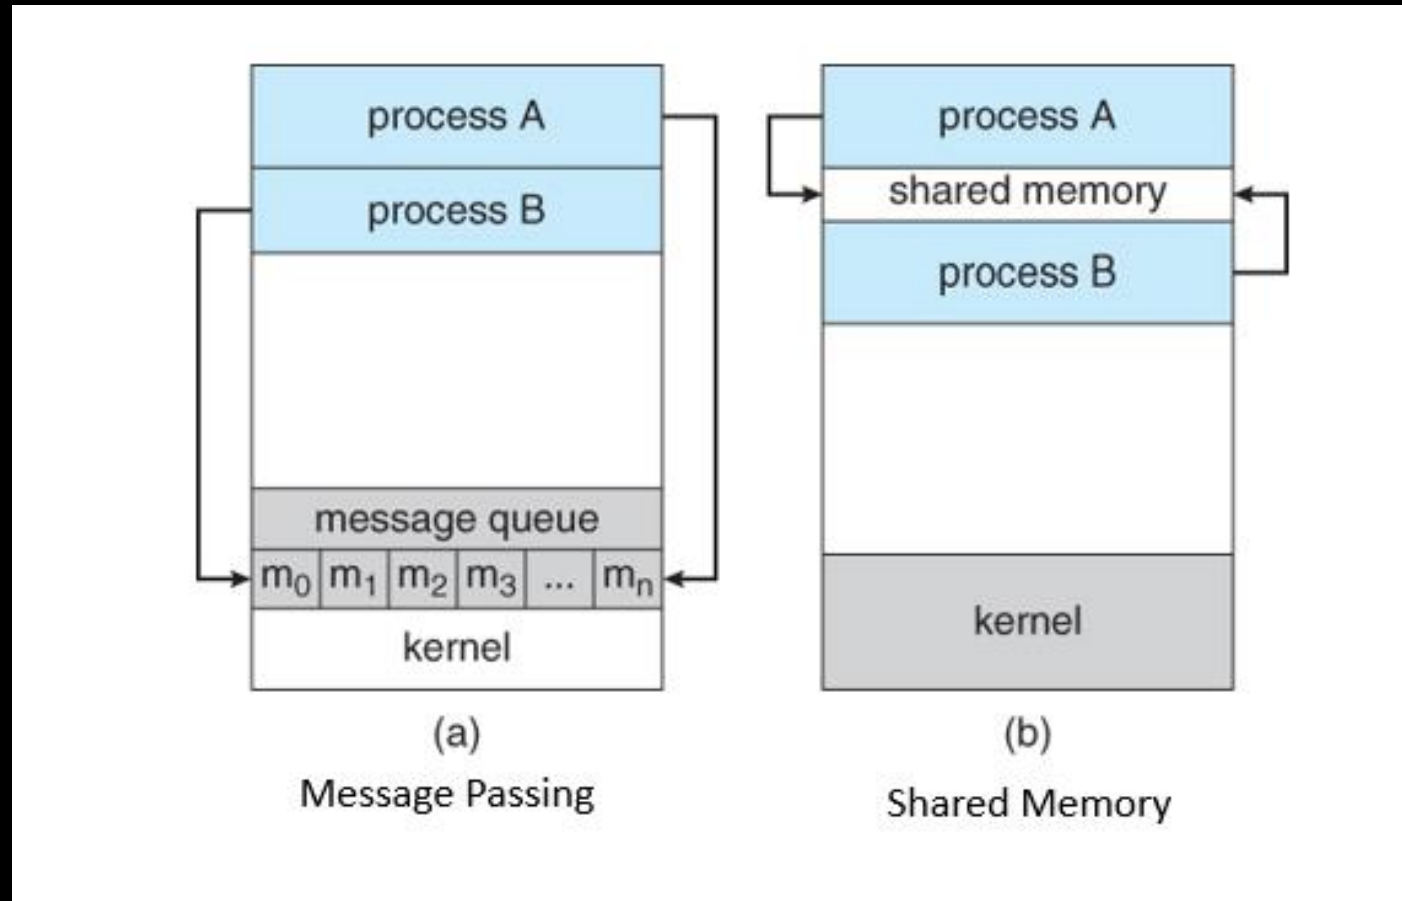 process A
process B
message queue
m0 m1 m2 m3 ... mn
kernel
(a)
Message Passing
process A
shared memory
process B
kernel
(b)
Shared Memory